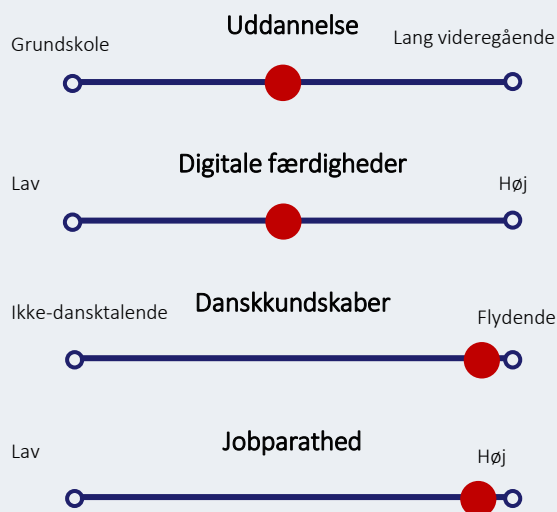 Uddannelse
Grundskole
Lang videregående
Digitale færdigheder
Lav
Høj
Danskkundskaber
Ikke-dansktalende
Flydende
Jobparathed
Lav
Høj